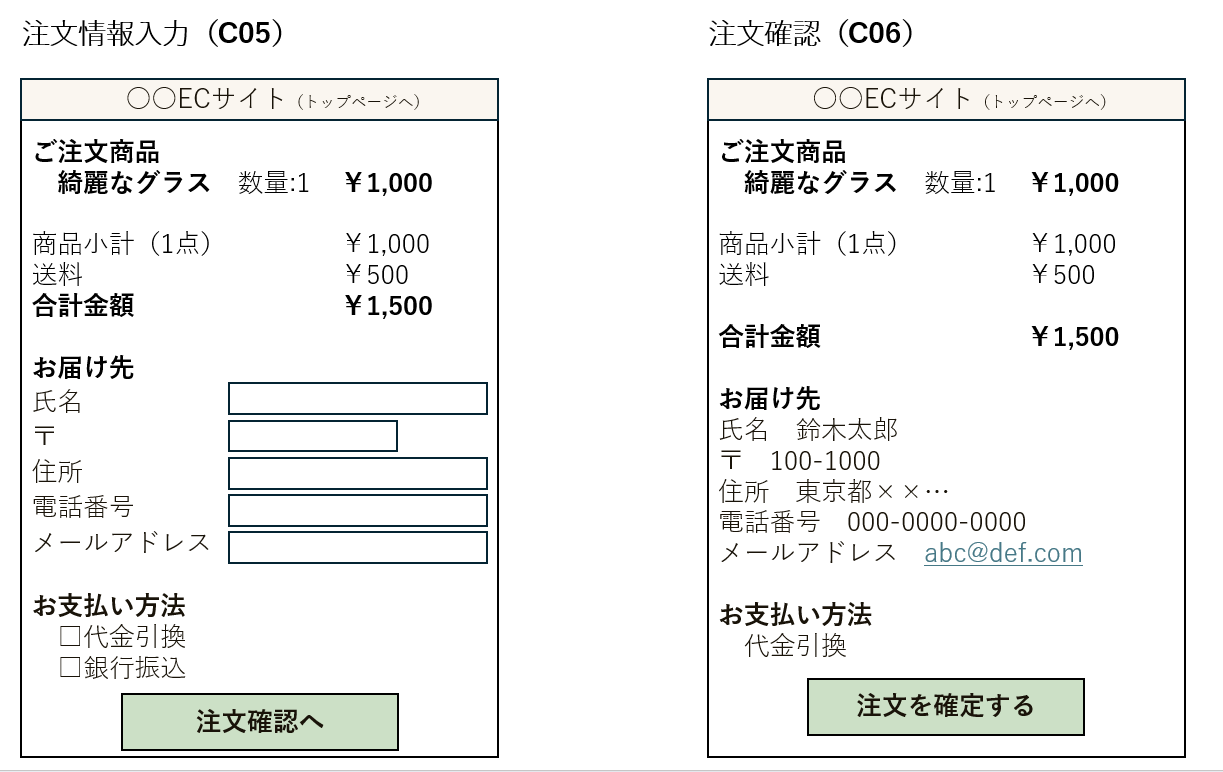 注文情報入力（C05）
〇〇ECサイト（トップページへ）
ご注文商品
綺麗なグラス　数量:1　￥1,000
商品小計（1点）　￥1,000
送料　￥500
合計金額　￥1,500
お届け先
氏名
〒
住所
電話番号
メールアドレス
お支払い方法
□代金引換
□銀行振込
注文確認へ
注文確認（C06）
〇〇ECサイト（トップページへ）
ご注文商品
綺麗なグラス　数量:1　￥1,000
商品小計（1点）　￥1,000
送料　￥500
合計金額　￥1,500
お届け先
氏名　鈴木太郎
〒　100-1000
住所　東京都××…
電話番号　000-0000-0000
メールアドレス　abc@def.com
お支払い方法
代金引換
注文を確定する